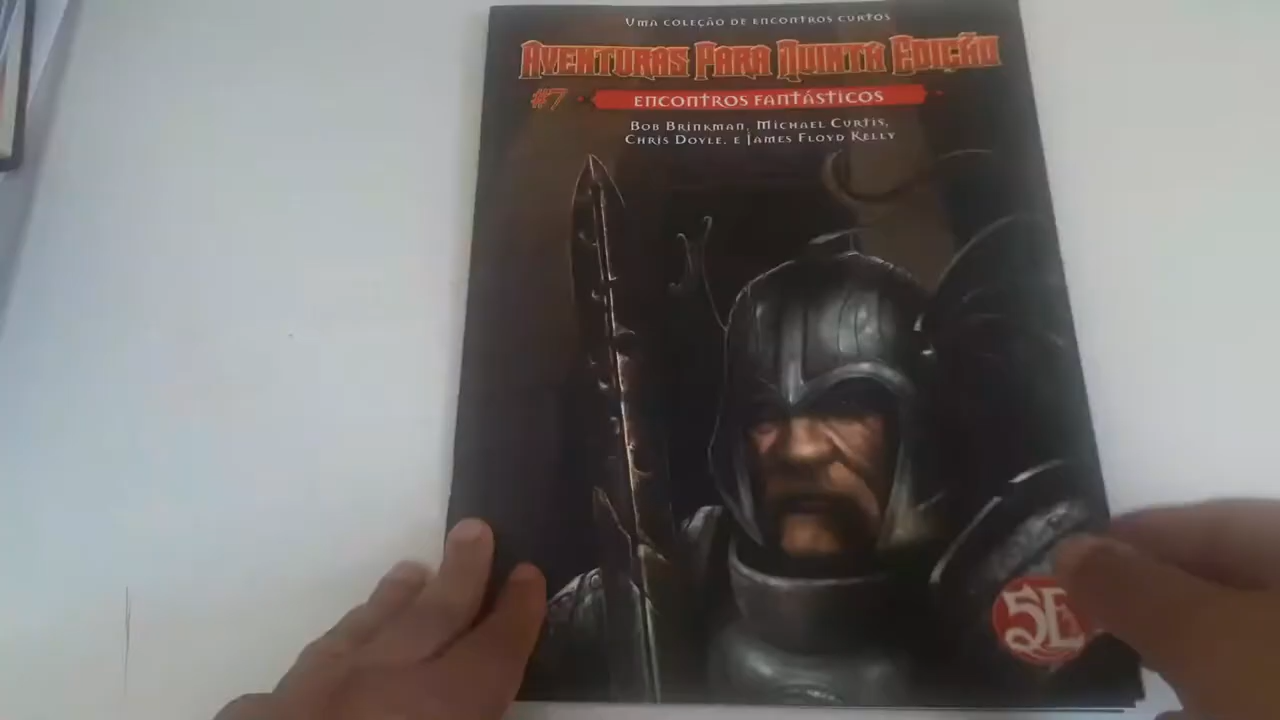 Uma coleção de encontros curtos
Aventuras Para Quinta Edição
#7
Encontros Fantásticos
Bob Brinkman, Michael Curtis,
Chris Doyle, e James Floyd Kelly
5E